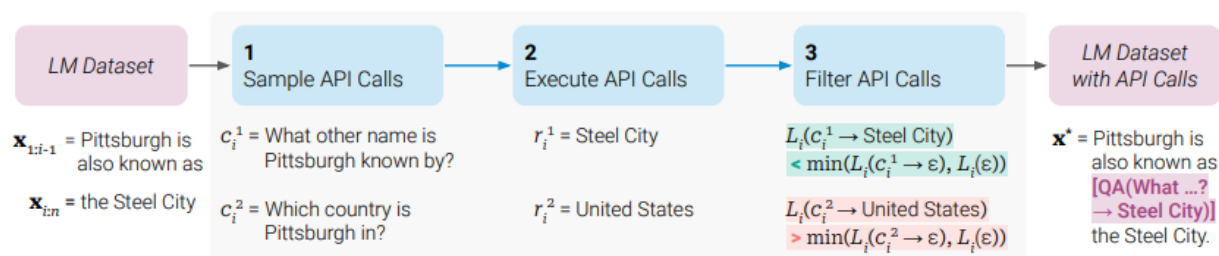 LM Dataset
1
Sample API Calls
2
Execute API Calls
3
Filter API Calls
LM Dataset
with API Calls
x1:i-1 = Pittsburgh is
also known as
xi:n = the Steel City
ci1 = What other name is
Pittsburgh known by?
ci2 = Which country is
Pittsburgh in?
ri1 = Steel City
ri2 = United States
Li(ci1 → Steel City)
< min(Li(ci1 → ε), Li(ε))
Li(ci2 → United States)
> min(Li(ci2 → ε), Li(ε))
x* = Pittsburgh is
also known as
[QA(What ...?
→ Steel City)]
the Steel City.